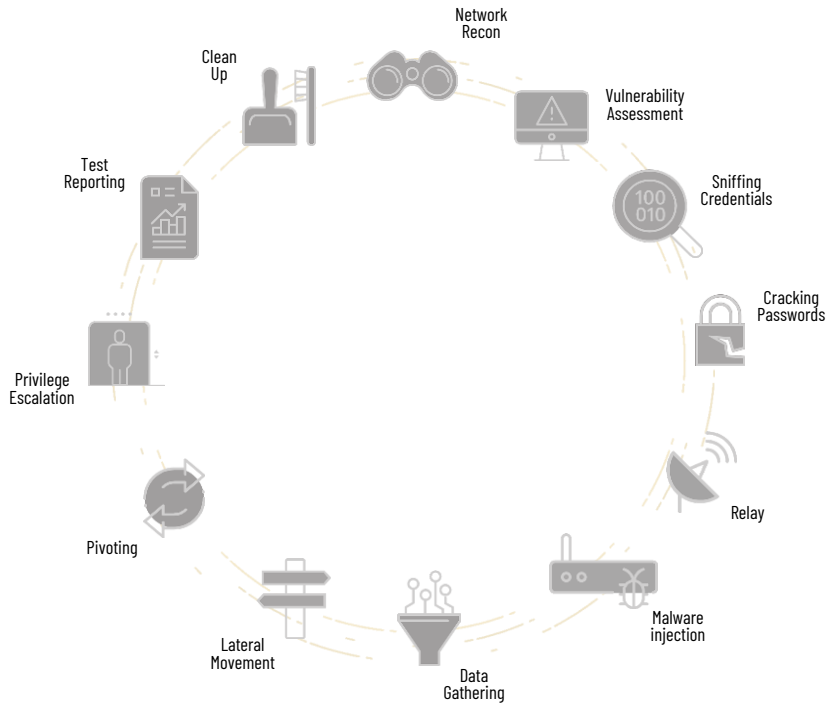 Network
Recon
Vulnerability
Assessment
Sniffing
Credentials
100
010
Cracking
Passwords
Relay
Malware
injection
Data
Gathering
Lateral
Movement
Pivoting
Privilege
Escalation
Test
Reporting
Clean
Up